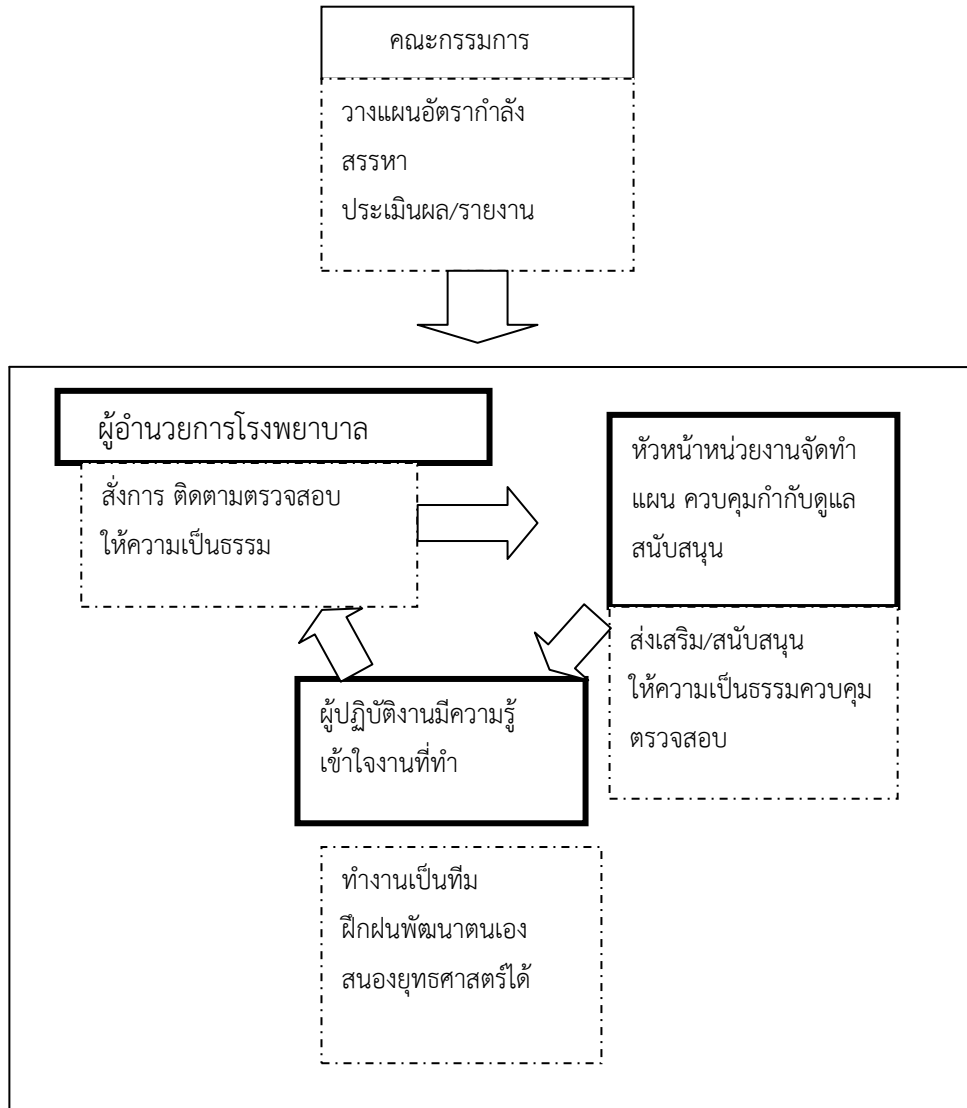 คณะกรรมการ
วางแผนอัตรากำลัง
สรรหา
ประเมินผล/รายงาน
ผู้อำนวยการโรงพยาบาล
สั่งการ ติดตามตรวจสอบ
ให้ความเป็นธรรม
หัวหน้าหน่วยงานจัดทำ
แผน ควบคุมกำกับดูแล
สนับสนุน
ส่งเสริม/สนับสนุน
ให้ความเป็นธรรมควบคุม
ตรวจสอบ
ผู้ปฏิบัติงานมีความรู้
เข้าใจงานที่ทำ
ทำงานเป็นทีม
ฝึกฝนพัฒนาตนเอง
สนองยุทธศาสตร์ได้